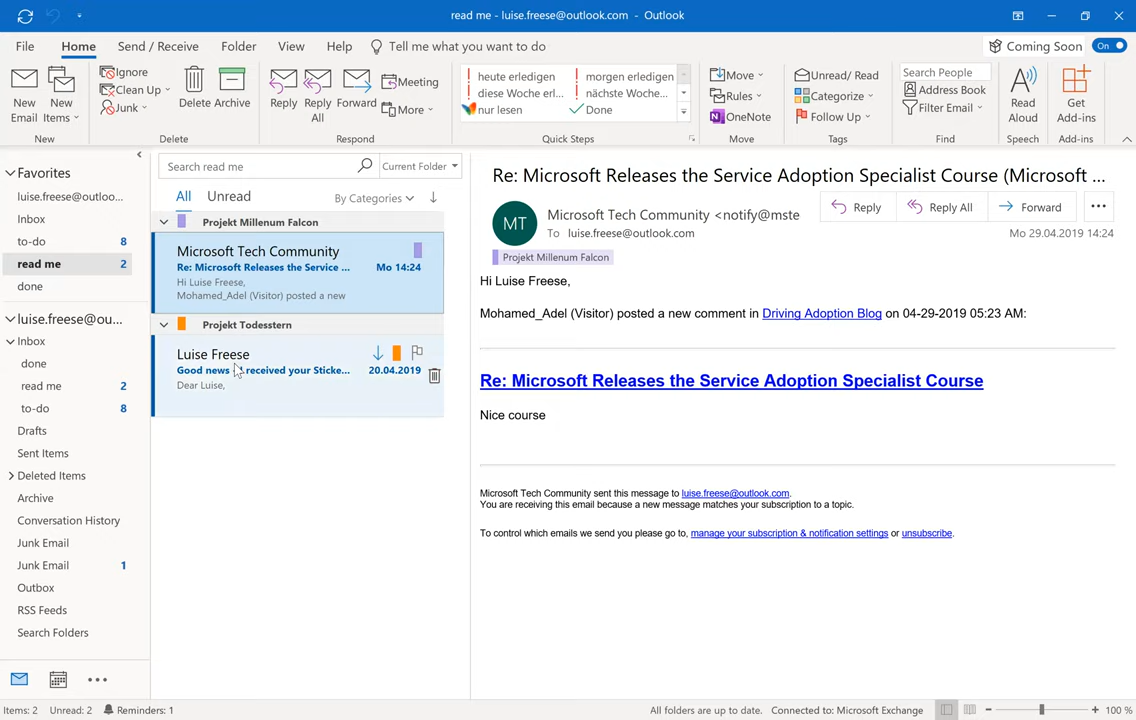 read me - luise.freese@outlook.com - Outlook
File Home Send / Receive Folder View Help Tell me what you want to do Coming Soon On
New Email
New Items
Ignore
Clean Up
Junk
Delete
Archive
Reply
Reply All
Forward
Meeting
More
heute erledigen
morgen erledigen
diese Woche erl...
nächste Woche...
nur lesen
Done
Move
Rules
OneNote
Unread/ Read
Categorize
Follow Up
Search People
Address Book
Filter Email
Read Aloud
Get Add-ins
New Delete Respond Quick Steps Move Tags Find Speech Add-ins
Favorites
luise.freese@outloo...
Inbox
to-do 8
read me 2
done
luise.freese@ou...
Inbox
done
read me 2
to-do 8
Drafts
Sent Items
Deleted Items
Archive
Conversation History
Junk Email
Junk Email 1
Outbox
RSS Feeds
Search Folders
Search read me Current Folder
All Unread By Categories
Projekt Millenum Falcon
Microsoft Tech Community
Re: Microsoft Releases the Service ... Mo 14:24
Hi Luise Freese,
Mohamed_Adel (Visitor) posted a new
Projekt Todesstern
Luise Freese
Good news received your Sticke... 20.04.2019
Dear Luise,
Re: Microsoft Releases the Service Adoption Specialist Course (Microsoft ...
MT
Microsoft Tech Community <notify@mste
To luise.freese@outlook.com
Reply Reply All Forward
Mo 29.04.2019 14:24
Projekt Millenum Falcon
Hi Luise Freese,
Mohamed_Adel (Visitor) posted a new comment in Driving Adoption Blog on 04-29-2019 05:23 AM:
Re: Microsoft Releases the Service Adoption Specialist Course
Nice course
Microsoft Tech Community sent this message to luise.freese@outlook.com.
You are receiving this email because a new message matches your subscription to a topic.
To control which emails we send you please go to, manage your subscription & notification settings or unsubscribe.
Items: 2 Unread: 2 Reminders: 1 All folders are up to date. Connected to: Microsoft Exchange 100 %